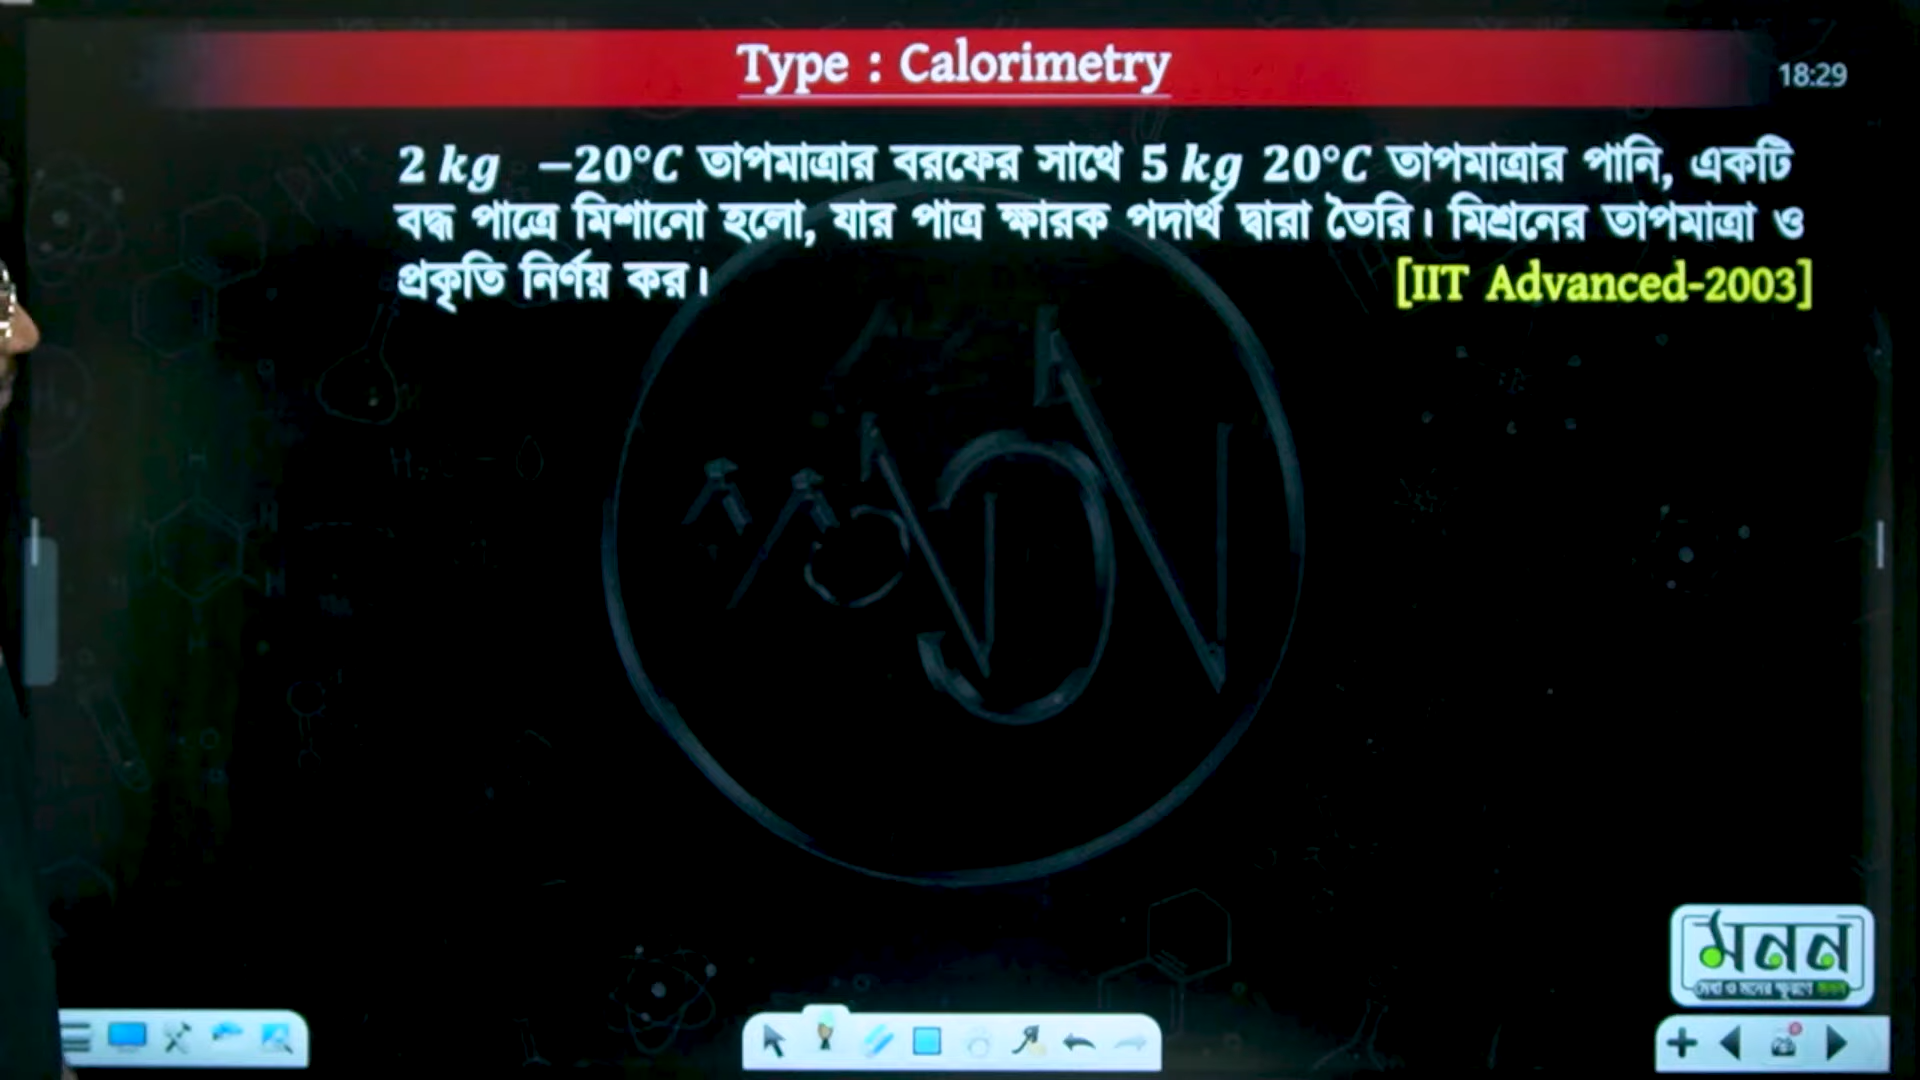 Type : Calorimetry
18:29
2 kg −20°C তাপমাত্রার বরফের সাথে 5 kg 20°C তাপমাত্রার পানি, একটি
বদ্ধ পাত্রে মিশানো হলো, যার পাত্র ক্ষারক পদার্থ দ্বারা তৈরি। মিশ্রনের তাপমাত্রা ও
প্রকৃতি নির্ণয় কর।
[IIT Advanced-2003]
মনন